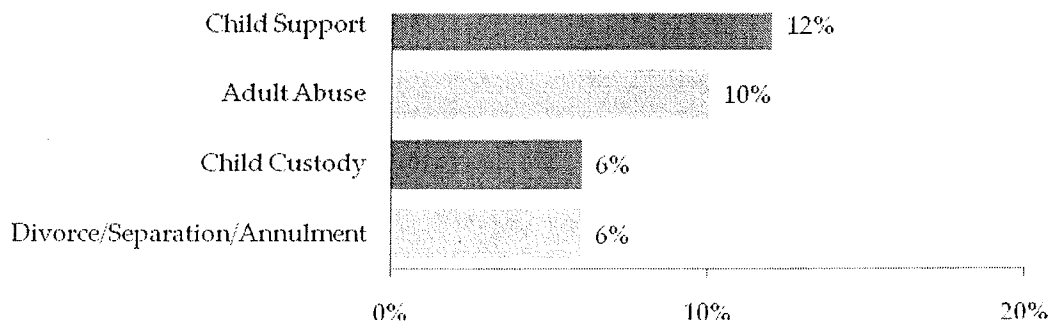 Child Support 12%
Adult Abuse 10%
Child Custody 6%
Divorce/Separation/Annulment 6%
0% 10% 20%